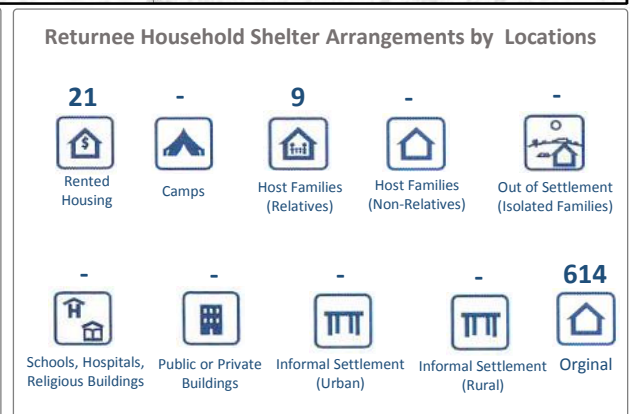 Returnee Household Shelter Arrangements by Locations
21 - 9 - -
$
Rented
Housing
Camps
Host Families
(Relatives)
Host Families
(Non-Relatives)
Out of Settlement
(Isolated Families)
- - - - 614
H
Schools, Hospitals,
Religious Buildings
Public or Private
Buildings
Informal Settlement
(Urban)
Informal Settlement
(Rural)
Orginal